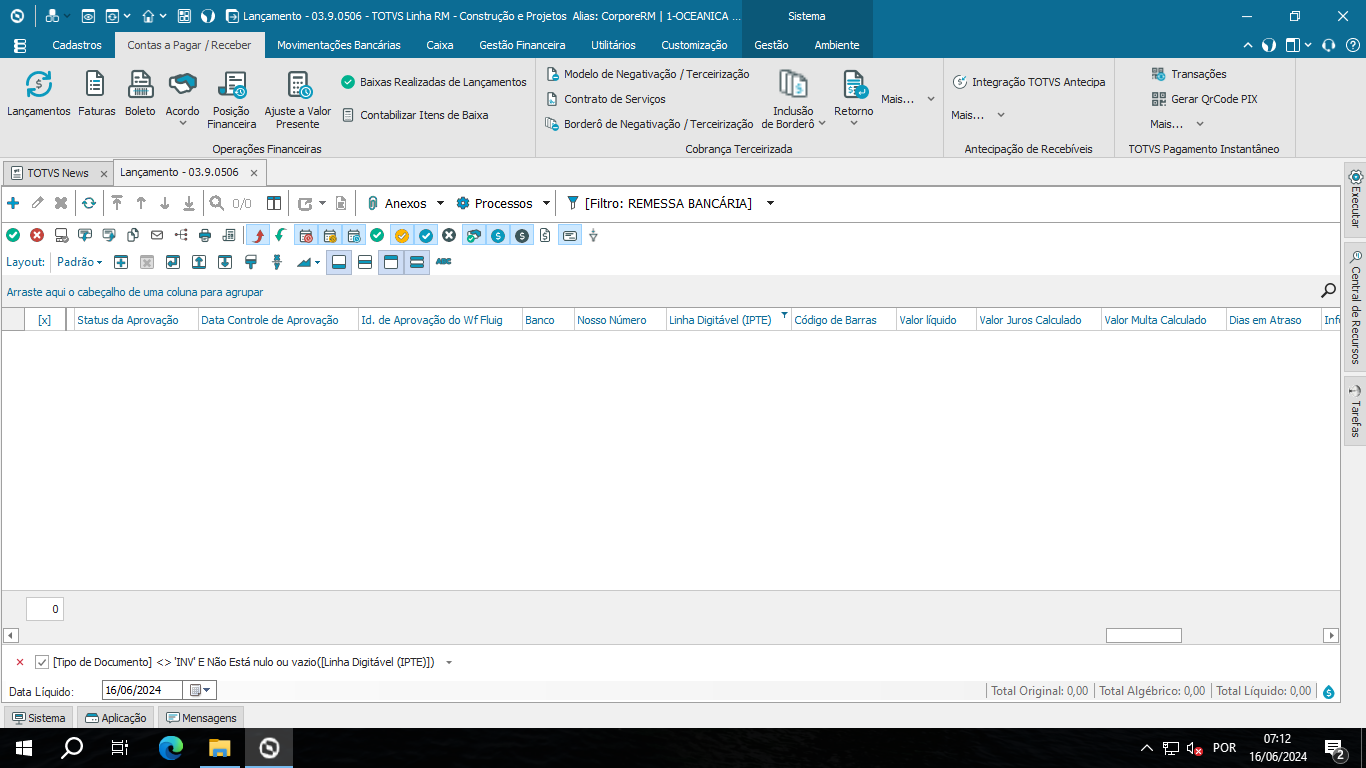 Lançamento - 03.9.0506 - TOTVS Linha RM - Construção e Projetos Alias: CorporeRM | 1-OCEANICA ...
Sistema
Cadastros
Contas a Pagar / Receber
Movimentações Bancárias
Caixa
Gestão Financeira
Utilitários
Customização
Gestão
Ambiente
Lançamentos
Faturas
Boleto
Acordo
Posição
Financeira
Ajuste a Valor
Presente
Baixas Realizadas de Lançamentos
Contabilizar Itens de Baixa
Operações Financeiras
Modelo de Negativação / Terceirização
Contrato de Serviços
Borderô de Negativação / Terceirização
Inclusão
de Borderô
Retorno
Mais...
Cobrança Terceirizada
Integração TOTVS Antecipa
Mais...
Antecipação de Recebíveis
Transações
Gerar QrCode PIX
Mais...
TOTVS Pagamento Instantâneo
TOTVS News
Lançamento - 03.9.0506
0/0
Anexos
Processos
[Filtro: REMESSA BANCÁRIA]
Layout:
Padrão
ABC
Arraste aqui o cabeçalho de uma coluna para agrupar
[x]
Status da Aprovação
Data Controle de Aprovação
Id. de Aprovação do Wf Fluig
Banco
Nosso Número
Linha Digitável (IPTE)
Código de Barras
Valor líquido
Valor Juros Calculado
Valor Multa Calculado
Dias em Atraso
Info
0
[Tipo de Documento] <> 'INV' E Não Está nulo ou vazio([Linha Digitável (IPTE)])
Data Líquido:
16/06/2024
Total Original: 0,00
Total Algébrico: 0,00
Total Líquido: 0,00
Sistema
Aplicação
Mensagens
Executar
Central de Recursos
Tarefas
POR
07:12
16/06/2024
2